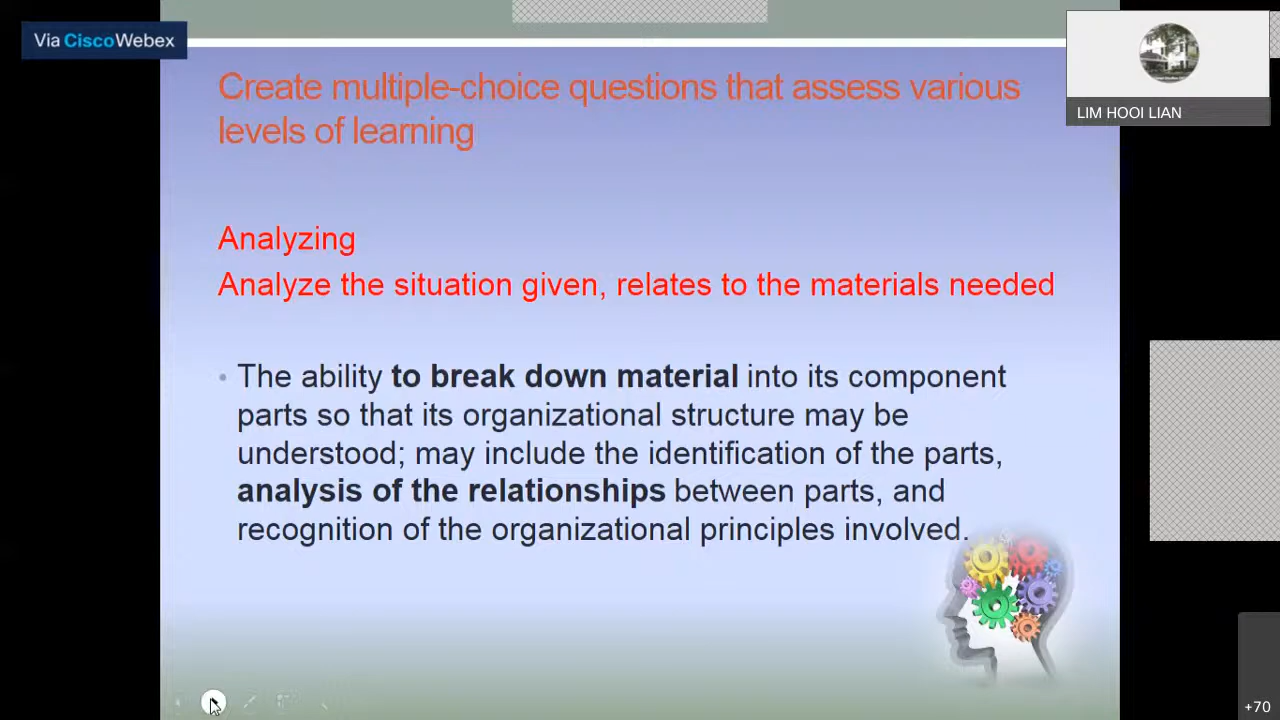 Via CiscoWebex
LIM HOOI LIAN
Create multiple-choice questions that assess various
levels of learning
Analyzing
Analyze the situation given, relates to the materials needed
• The ability to break down material into its component
parts so that its organizational structure may be
understood; may include the identification of the parts,
analysis of the relationships between parts, and
recognition of the organizational principles involved.
+70